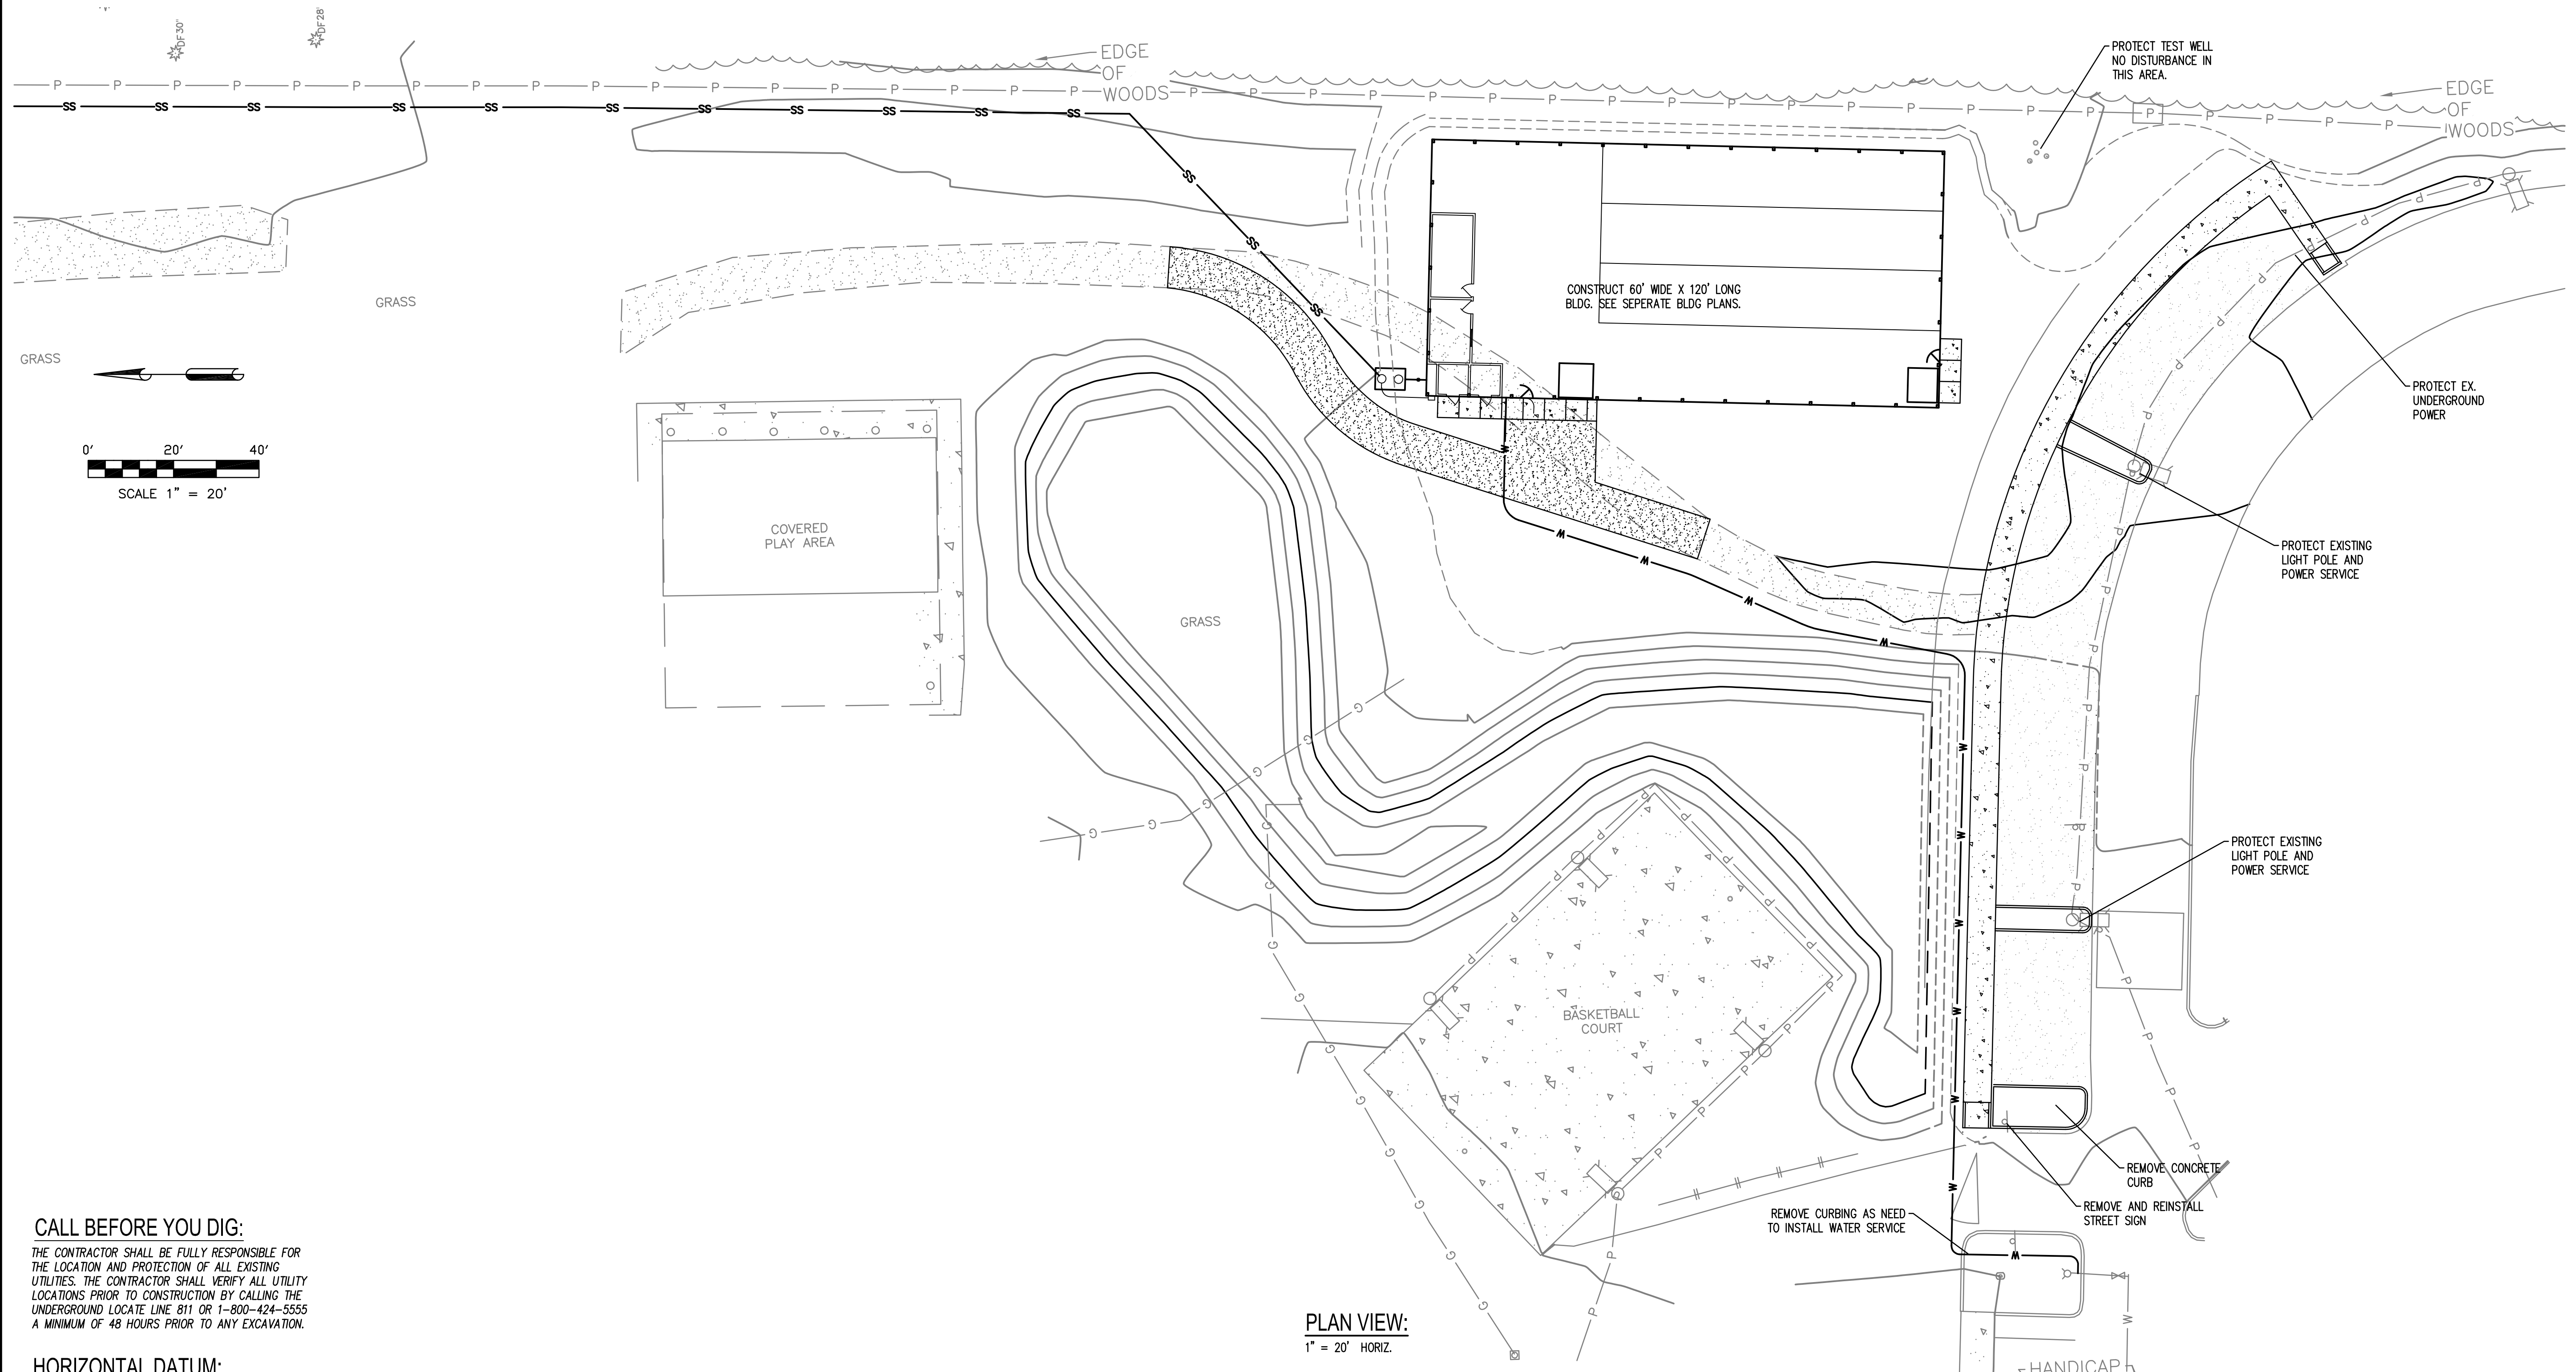 DF30"
DF28"
EDGE
OF
WOODS
PROTECT TEST WELL
NO DISTURBANCE IN
THIS AREA.
EDGE
OF
WOODS
GRASS
GRASS
CONSTRUCT 60' WIDE X 120' LONG
BLDG. SEE SEPERATE BLDG PLANS.
PROTECT EX.
UNDERGROUND
POWER
0' 20' 40'
SCALE 1" = 20'
COVERED
PLAY AREA
PROTECT EXISTING
LIGHT POLE AND
POWER SERVICE
GRASS
PROTECT EXISTING
LIGHT POLE AND
POWER SERVICE
BASKETBALL
COURT
REMOVE CONCRETE
CURB
REMOVE AND REINSTALL
STREET SIGN
REMOVE CURBING AS NEED
TO INSTALL WATER SERVICE
CALL BEFORE YOU DIG:
THE CONTRACTOR SHALL BE FULLY RESPONSIBLE FOR
THE LOCATION AND PROTECTION OF ALL EXISTING
UTILITIES. THE CONTRACTOR SHALL VERIFY ALL UTILITY
LOCATIONS PRIOR TO CONSTRUCTION BY CALLING THE
UNDERGROUND LOCATE LINE 811 OR 1-800-424-5555
A MINIMUM OF 48 HOURS PRIOR TO ANY EXCAVATION.
PLAN VIEW:
1" = 20' HORIZ.
HORIZONTAL DATUM:
HANDICAP